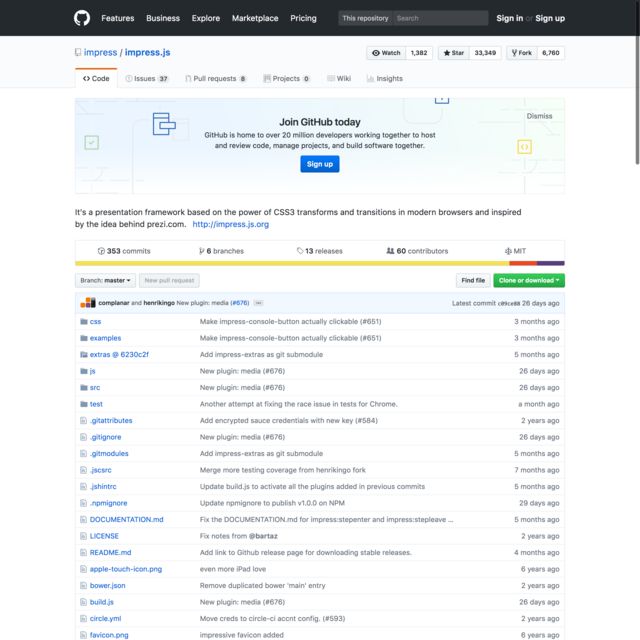 Features Business Explore Marketplace Pricing This repository Search Sign in or Sign up
impress / impress.js Watch 1,382 Star 33,349 Fork 6,760
Code Issues 37 Pull requests 8 Projects 0 Wiki Insights
Join GitHub today
Dismiss
GitHub is home to over 20 million developers working together to host
and review code, manage projects, and build software together.
Sign up
It's a presentation framework based on the power of CSS3 transforms and transitions in modern browsers and inspired
by the idea behind prezi.com. http://impress.js.org
353 commits 6 branches 13 releases 60 contributors MIT
Branch: master New pull request Find file Clone or download
complanar and henrikingo New plugin: media (#676) Latest commit 26 days ago
css Make impress-console-button actually clickable (#651) 3 months ago
examples Make impress-console-button actually clickable (#651) 3 months ago
extras @ 6230c2f Add impress-extras as git submodule 5 months ago
js New plugin: media (#676) 26 days ago
src New plugin: media (#676) 26 days ago
test Another attempt at fixing the race issue in tests for Chrome. a month ago
.gitattributes Add encrypted sauce credentials with new key (#584) 2 years ago
.gitignore New plugin: media (#676) 26 days ago
.gitmodules Add impress-extras as git submodule 5 months ago
.jscsrc Merge more testing coverage from henrikingo fork 7 months ago
.jshintrc Update build.js to activate all the plugins added in previous commits 5 months ago
.npmignore Update npmignore to publish v1.0.0 on NPM 29 days ago
DOCUMENTATION.md Fix the DOCUMENTATION.md for impress:stepenter and impress:stepleave ... 5 months ago
LICENSE Fix notes from @bartaz 2 years ago
README.md Add link to Github release page for downloading stable releases. 4 months ago
apple-touch-icon.png even more iPad love 6 years ago
bower.json Remove duplicated bower 'main' entry 2 years ago
build.js New plugin: media (#676) 26 days ago
circle.yml Move creds to circle-ci accnt config. (#593) 2 years ago
favicon.png impressive favicon added 6 years ago